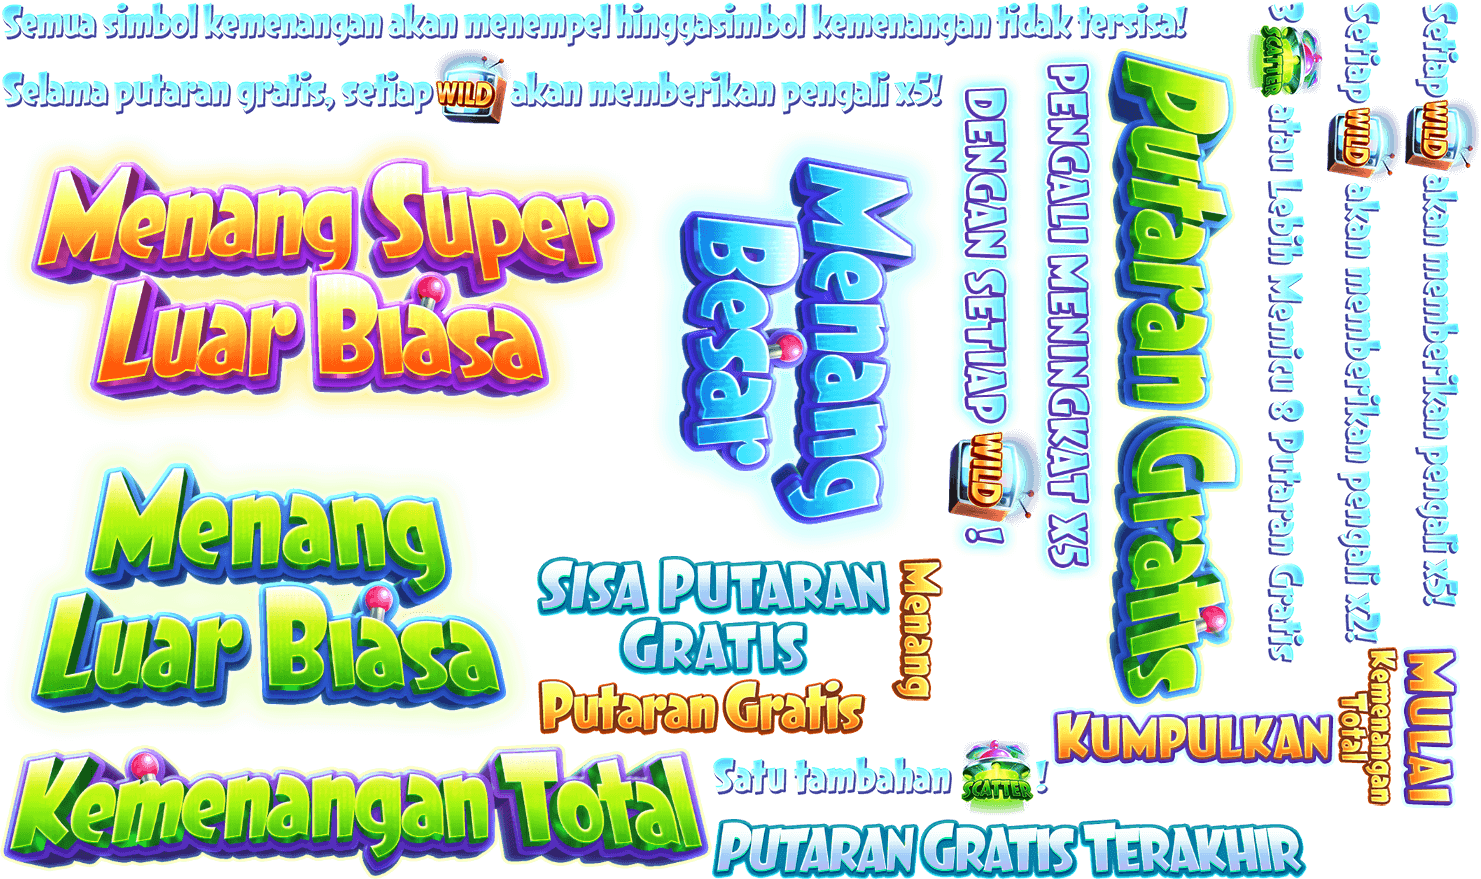 Semua simbol kemenangan akan menempel hinggasimbol kemenangan tidak tersisa!
Selama putaran gratis, setiap WILD akan memberikan pengali x5!
Menang Super
Luar Biasa
Menang
Besar
PENGALI MENINGKAT X5
DENGAN SETIAP WILD !
Putaran Gratis
3 SCATTER atau Lebih Memicu 8 Putaran Gratis
Setiap WILD akan memberikan pengali x2!
Setiap WILD akan memberikan pengali x5!
Menang
Luar Biasa
SISA PUTARAN
GRATIS
Menang
Putaran Gratis
KUMPULKAN
Kemenangan
Total
MULAI
Kemenangan Total
Satu tambahan SCATTER !
PUTARAN GRATIS TERAKHIR